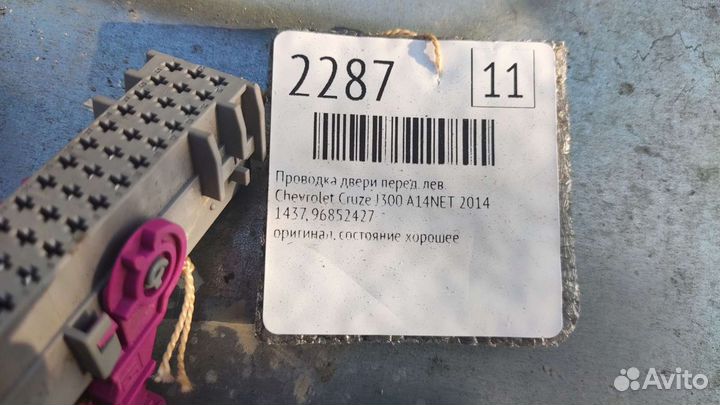 2287
11
Проводка двери перед. лев.
Chevrolet Cruze J300 A14NET 2014
1437, 96852427
оригинал, состояние хорошее
Avito